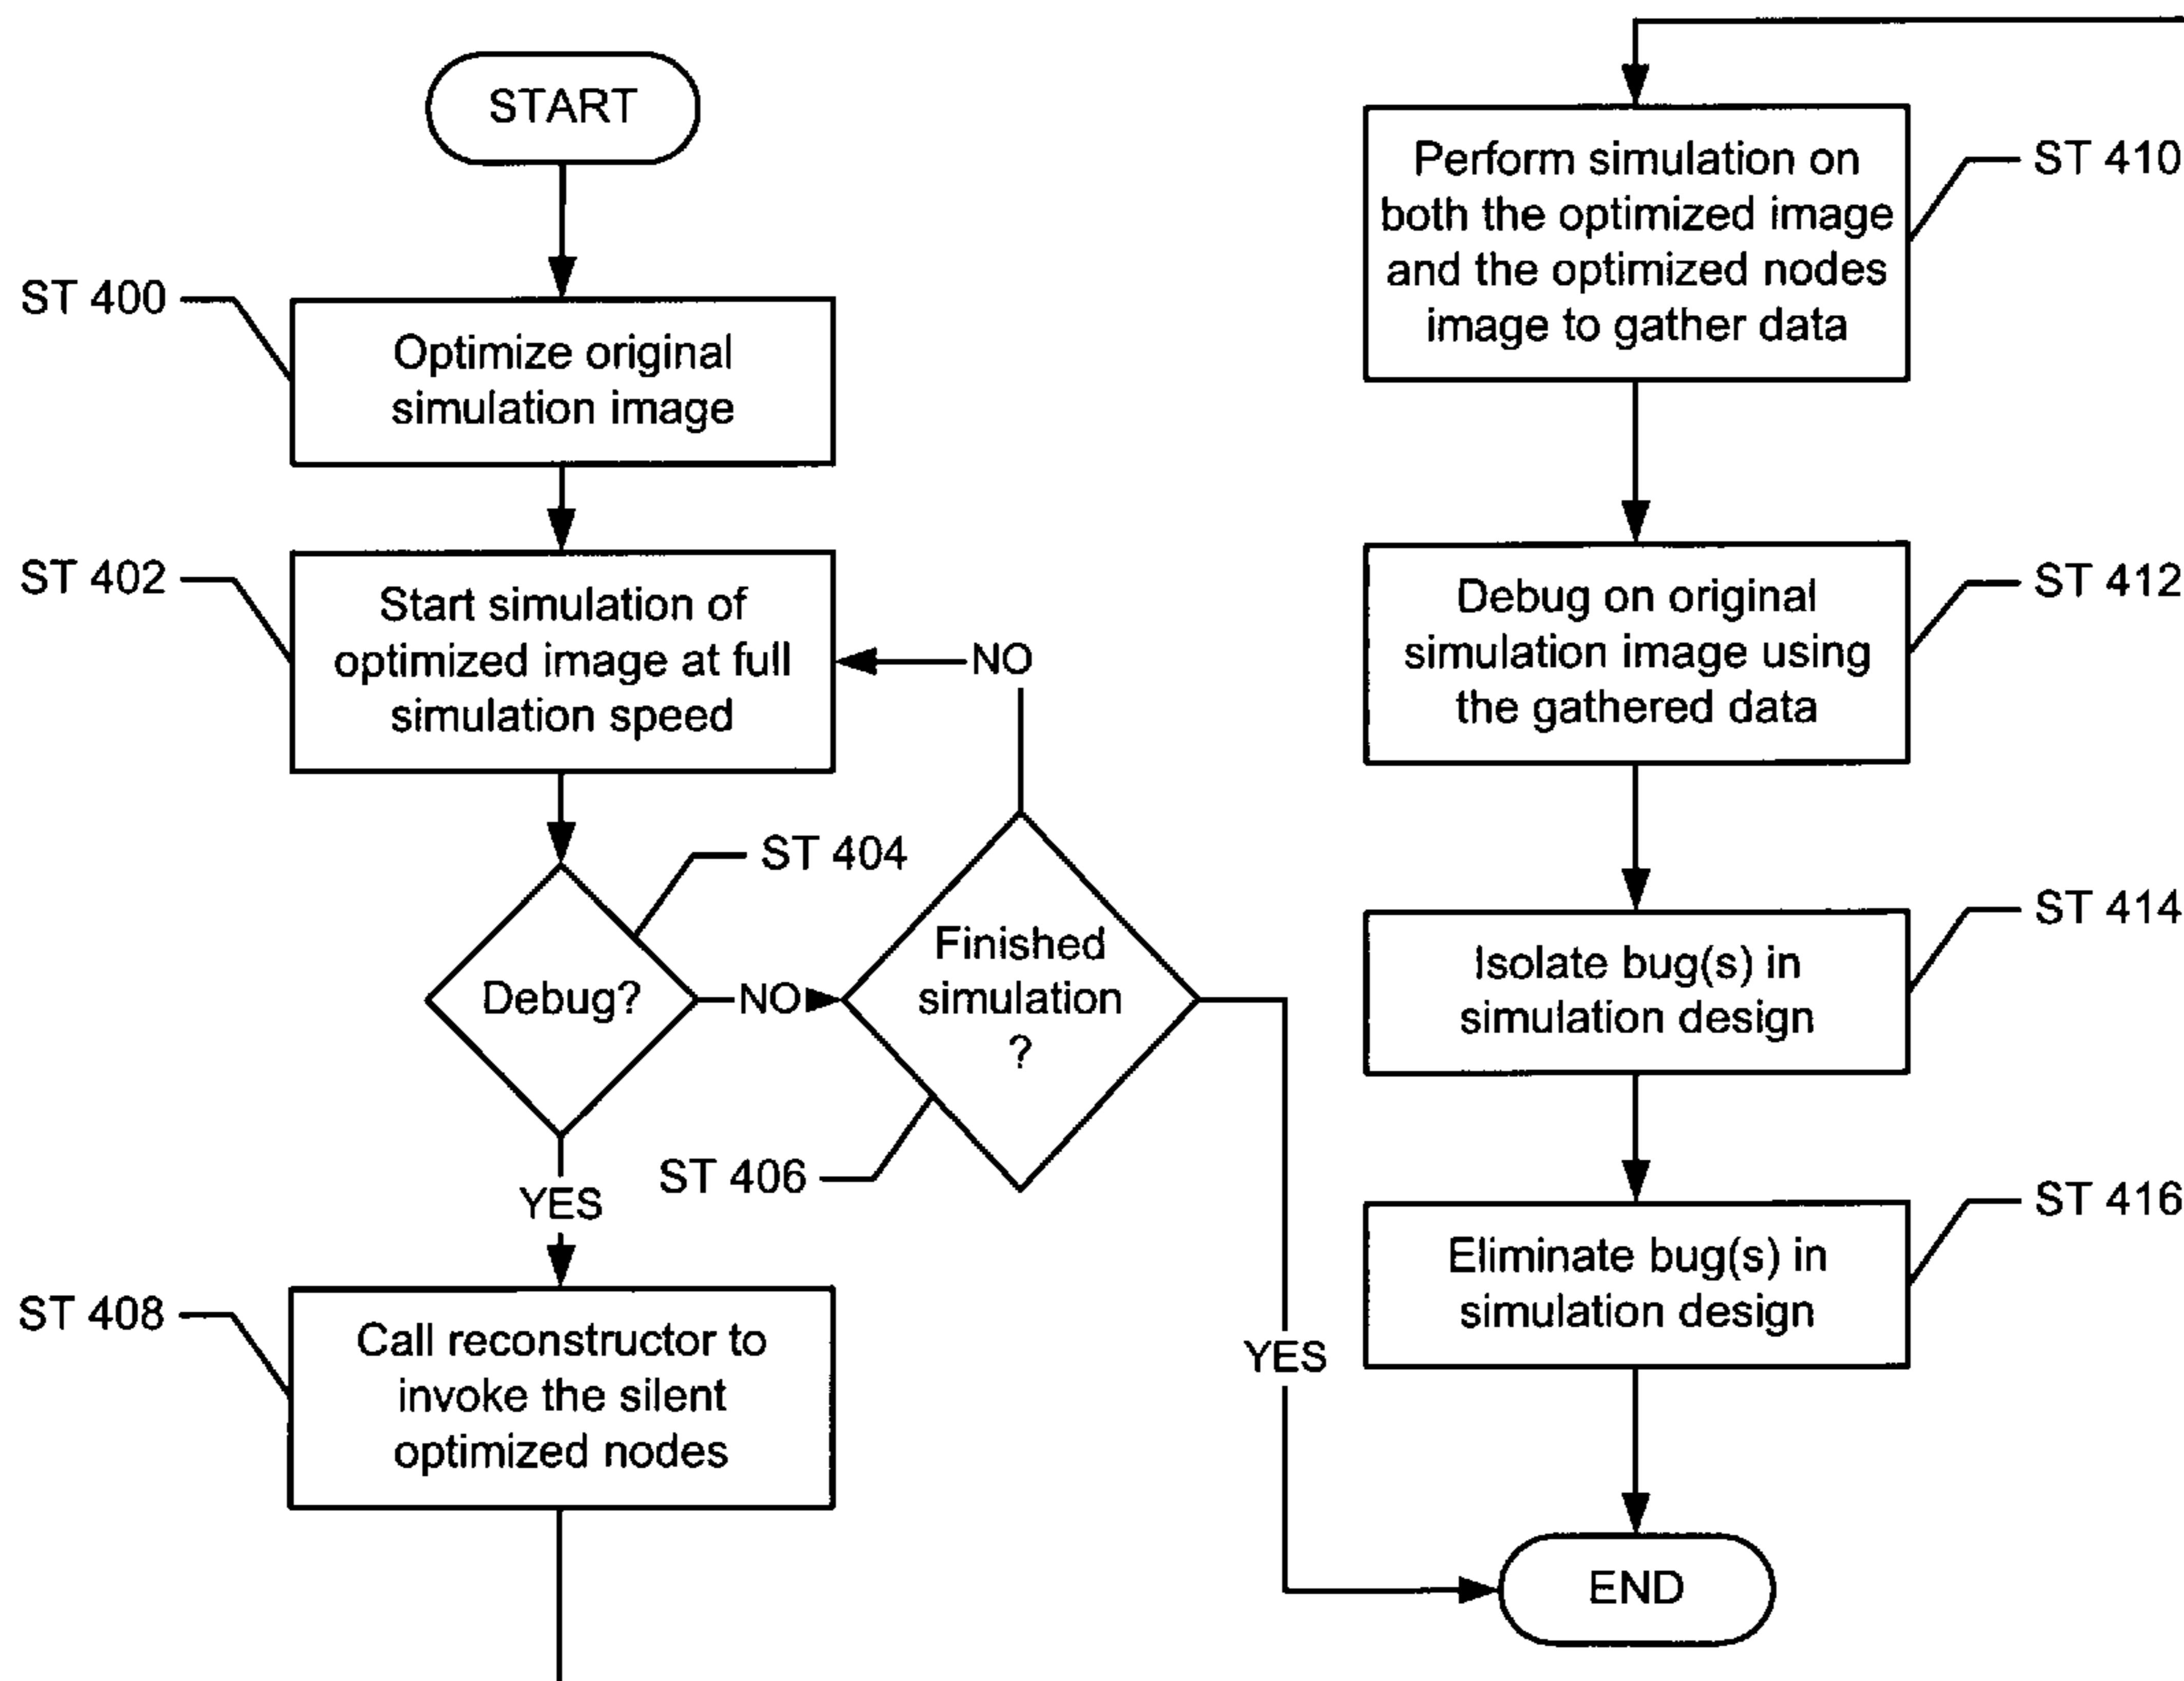 START
ST 400
Optimize original
simulation image
ST 402
Start simulation of
optimized image at full
simulation speed
NO
ST 404
Debug?
NO
Finished
simulation
?
ST 406
YES
YES
ST 408
Call reconstructor to
invoke the silent
optimized nodes
Perform simulation on
both the optimized image
and the optimized nodes
image to gather data
ST 410
Debug on original
simulation image using
the gathered data
ST 412
Isolate bug(s) in
simulation design
ST 414
Eliminate bug(s) in
simulation design
ST 416
END